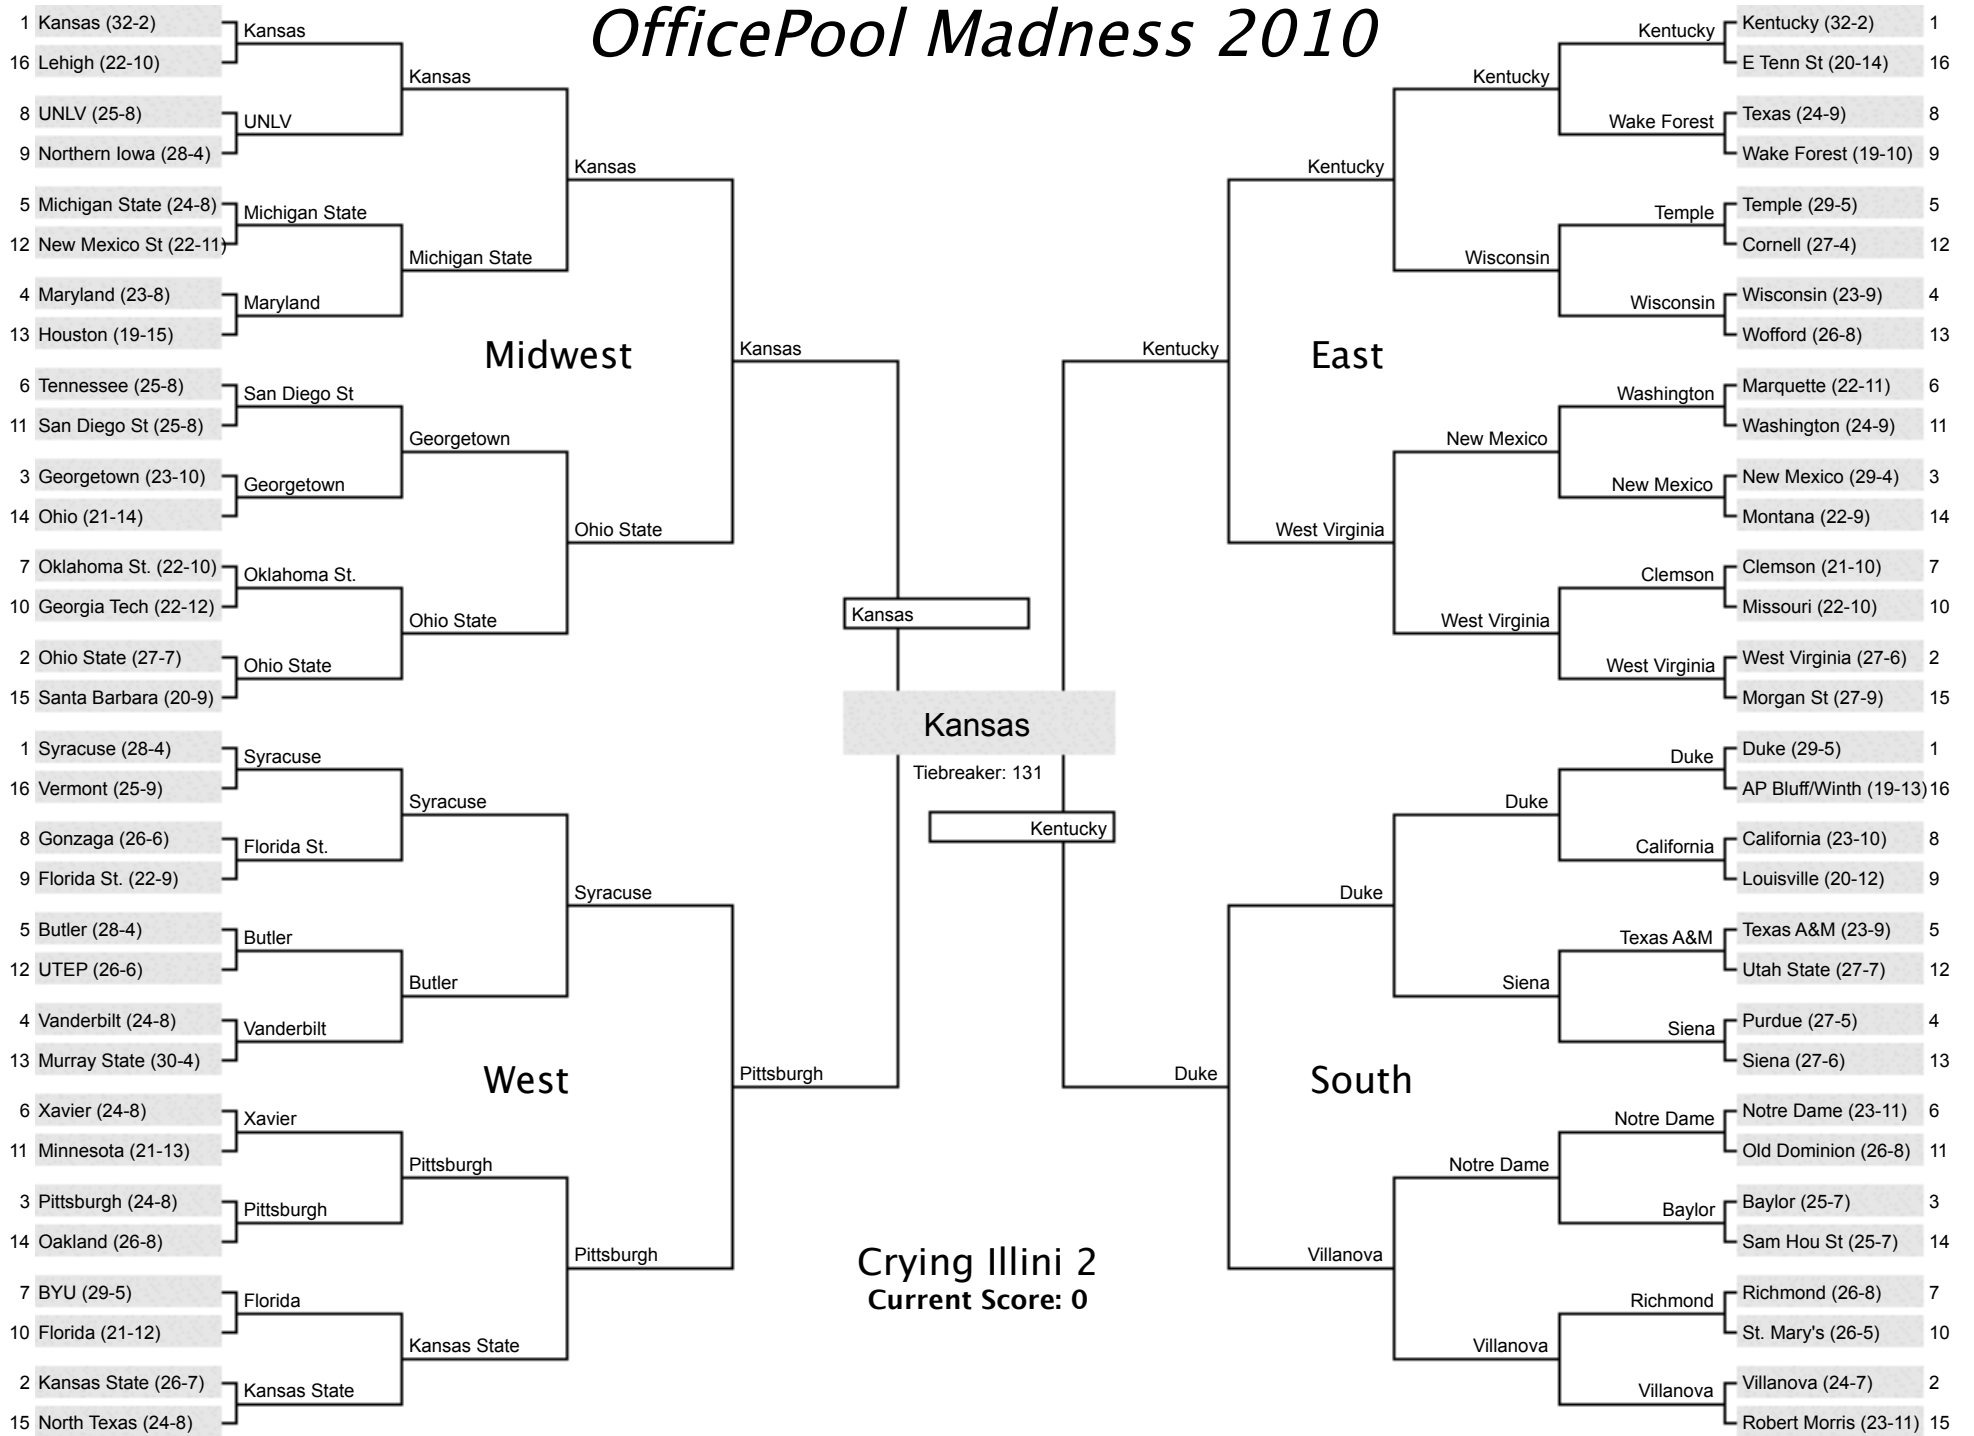 OfficePool Madness 2010
1 Kansas (32-2)
16 Lehigh (22-10)
8 UNLV (25-8)
9 Northern Iowa (28-4)
5 Michigan State (24-8)
12 New Mexico St (22-11)
4 Maryland (23-8)
13 Houston (19-15)
6 Tennessee (25-8)
11 San Diego St (25-8)
3 Georgetown (23-10)
14 Ohio (21-14)
7 Oklahoma St. (22-10)
10 Georgia Tech (22-12)
2 Ohio State (27-7)
15 Santa Barbara (20-9)
Kansas
UNLV
Michigan State
Maryland
San Diego St
Georgetown
Oklahoma St.
Ohio State
Kansas
Michigan State
Georgetown
Ohio State
Kansas
Ohio State
Midwest
Kansas
1 Syracuse (28-4)
16 Vermont (25-9)
8 Gonzaga (26-6)
9 Florida St. (22-9)
5 Butler (28-4)
12 UTEP (26-6)
4 Vanderbilt (24-8)
13 Murray State (30-4)
6 Xavier (24-8)
11 Minnesota (21-13)
3 Pittsburgh (24-8)
14 Oakland (26-8)
7 BYU (29-5)
10 Florida (21-12)
2 Kansas State (26-7)
15 North Texas (24-8)
Syracuse
Florida St.
Butler
Vanderbilt
Xavier
Pittsburgh
Florida
Kansas State
Syracuse
Butler
Pittsburgh
Kansas State
Syracuse
Pittsburgh
West
Pittsburgh
Kansas
Kansas
Tiebreaker: 131
Kentucky
Crying Illini 2
Current Score: 0
Kentucky (32-2) 1
E Tenn St (20-14) 16
Texas (24-9) 8
Wake Forest (19-10) 9
Temple (29-5) 5
Cornell (27-4) 12
Wisconsin (23-9) 4
Wofford (26-8) 13
Marquette (22-11) 6
Washington (24-9) 11
New Mexico (29-4) 3
Montana (22-9) 14
Clemson (21-10) 7
Missouri (22-10) 10
West Virginia (27-6) 2
Morgan St (27-9) 15
Kentucky
Wake Forest
Temple
Wisconsin
Washington
New Mexico
Clemson
West Virginia
Kentucky
Wisconsin
New Mexico
West Virginia
Kentucky
West Virginia
East
Kentucky
Duke (29-5) 1
AP Bluff/Winth (19-13) 16
California (23-10) 8
Louisville (20-12) 9
Texas A&M (23-9) 5
Utah State (27-7) 12
Purdue (27-5) 4
Siena (27-6) 13
Notre Dame (23-11) 6
Old Dominion (26-8) 11
Baylor (25-7) 3
Sam Hou St (25-7) 14
Richmond (26-8) 7
St. Mary's (26-5) 10
Villanova (24-7) 2
Robert Morris (23-11) 15
Duke
California
Texas A&M
Siena
Notre Dame
Baylor
Richmond
Villanova
Duke
Siena
Notre Dame
Villanova
Duke
Villanova
South
Duke